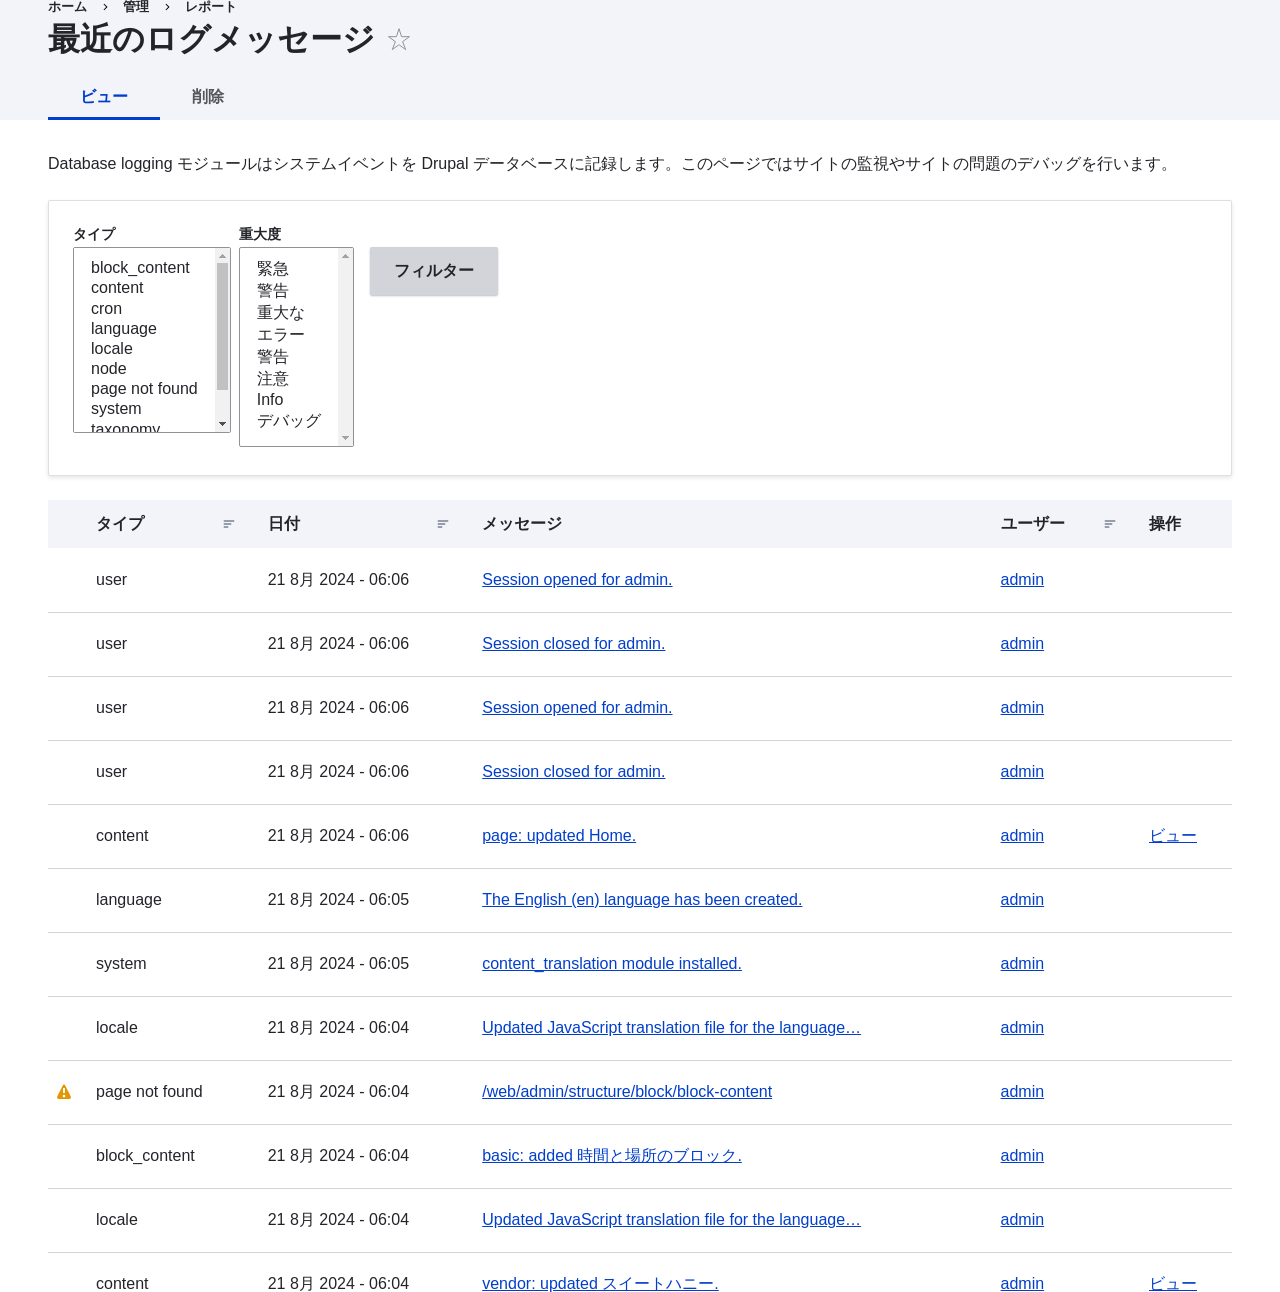 ホーム › 管理 › レポート
最近のログメッセージ
ビュー 削除
Database logging モジュールはシステムイベントを Drupal データベースに記録します。このページではサイトの監視やサイトの問題のデバッグを行います。
タイプ 重大度
block_content
content
cron
language
locale
node
page not found
system
taxonomy
緊急
警告
重大な
エラー
警告
注意
Info
デバッグ
フィルター
タイプ 日付 メッセージ ユーザー 操作
user 21 8月 2024 - 06:06 Session opened for admin. admin
user 21 8月 2024 - 06:06 Session closed for admin. admin
user 21 8月 2024 - 06:06 Session opened for admin. admin
user 21 8月 2024 - 06:06 Session closed for admin. admin
content 21 8月 2024 - 06:06 page: updated Home. admin ビュー
language 21 8月 2024 - 06:05 The English (en) language has been created. admin
system 21 8月 2024 - 06:05 content_translation module installed. admin
locale 21 8月 2024 - 06:04 Updated JavaScript translation file for the language… admin
page not found 21 8月 2024 - 06:04 /web/admin/structure/block/block-content admin
block_content 21 8月 2024 - 06:04 basic: added 時間と場所のブロック. admin
locale 21 8月 2024 - 06:04 Updated JavaScript translation file for the language… admin
content 21 8月 2024 - 06:04 vendor: updated スイートハニー. admin ビュー